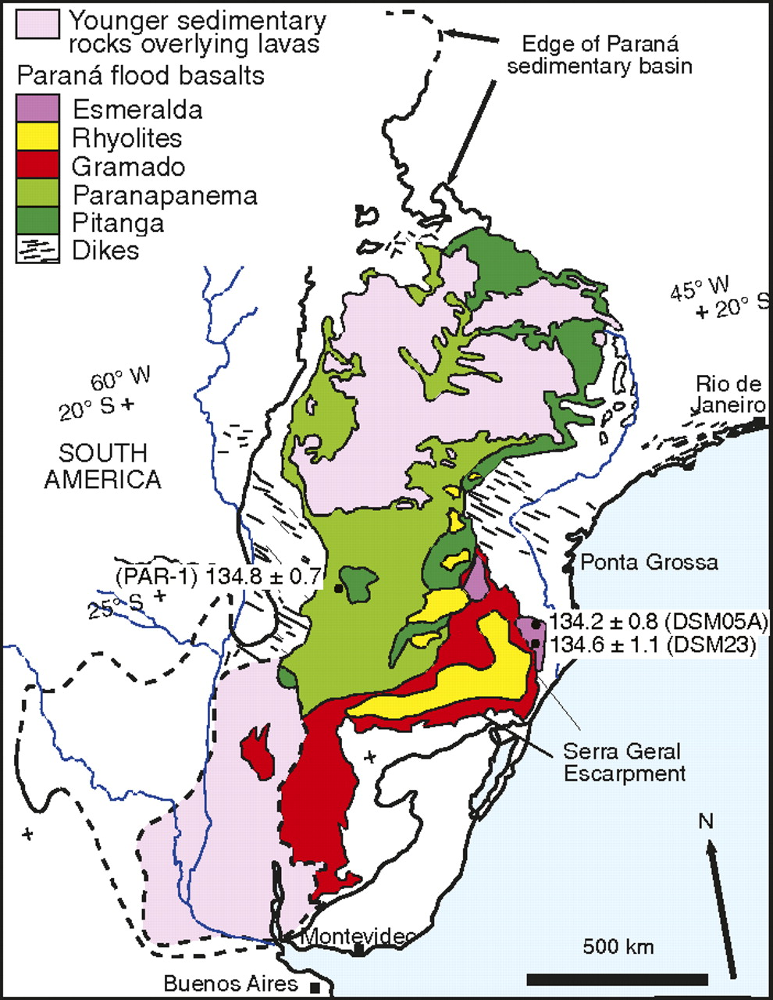 Younger sedimentary
rocks overlying lavas
Paraná flood basalts
Esmeralda
Rhyolites
Gramado
Paranapanema
Pitanga
Dikes
Edge of Paraná
sedimentary basin
45° W
+ 20° S
60° W
20° S +
Rio de
Janeiro
SOUTH
AMERICA
Ponta Grossa
(PAR-1) 134.8 ± 0.7
25° S +
134.2 ± 0.8 (DSM05A)
134.6 ± 1.1 (DSM23)
+
Serra Geral
Escarpment
+
N
Montevideo
500 km
Buenos Aires